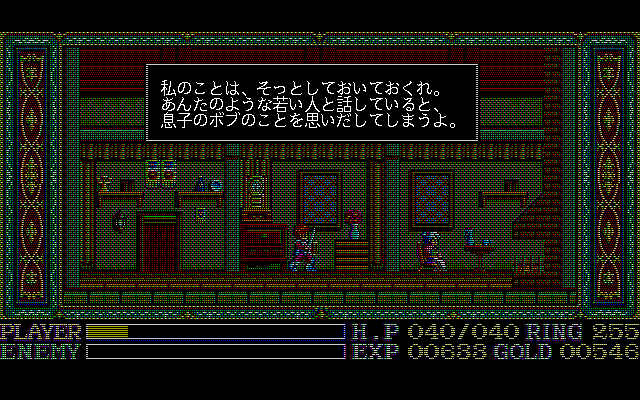 私のことは、そっとしておいておくれ。
あんたのような若い人と話していると、
息子のボブのことを思いだしてしまうよ。
PLAYER H.P 040/040 RING 255
ENEMY EXP 00688 GOLD 00546